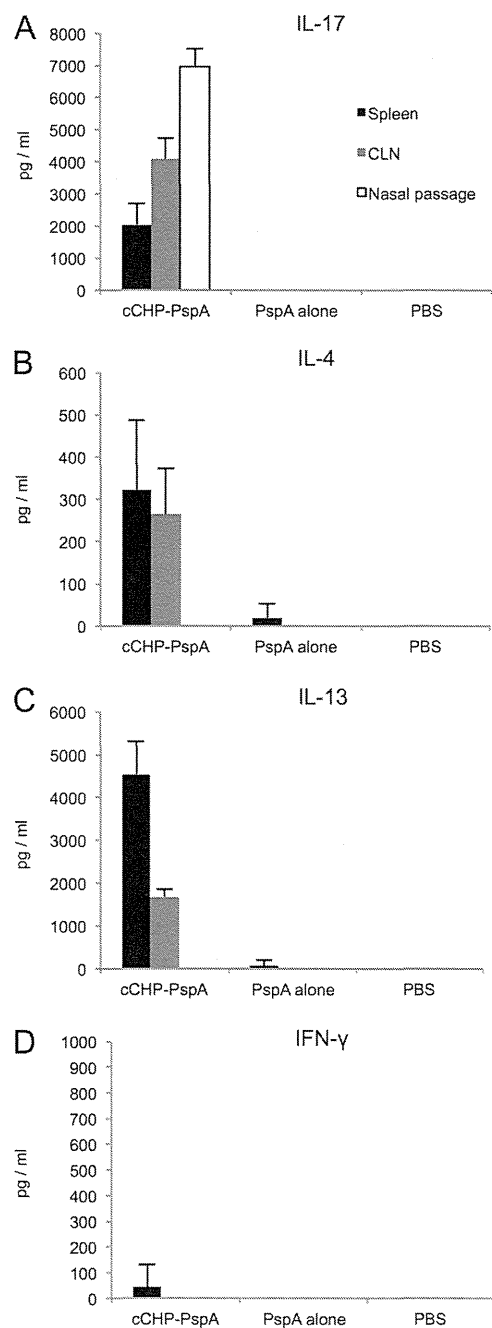 A
IL-17
8000
7000
6000
5000
4000
3000
2000
1000
0
pg / ml
Spleen
CLN
Nasal passage
cCHP-PspA PspA alone PBS
B
IL-4
600
500
400
300
200
100
0
pg / ml
cCHP-PspA PspA alone PBS
C
IL-13
6000
5000
4000
3000
2000
1000
0
pg / ml
cCHP-PspA PspA alone PBS
D
IFN-γ
1000
900
800
700
600
500
400
300
200
100
0
pg / ml
cCHP-PspA PspA alone PBS